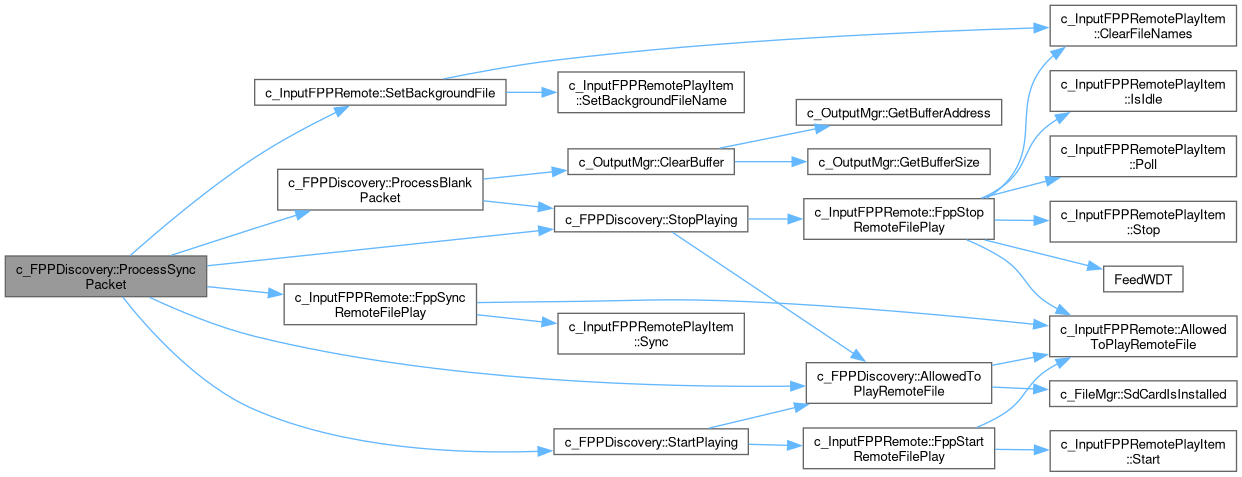 c_FPPDiscovery::ProcessSync
Packet
c_InputFPPRemote::SetBackgroundFile
c_FPPDiscovery::ProcessBlank
Packet
c_InputFPPRemote::FppSync
RemoteFilePlay
c_InputFPPRemotePlayItem
::SetBackgroundFileName
c_OutputMgr::ClearBuffer
c_FPPDiscovery::StopPlaying
c_InputFPPRemotePlayItem
::Sync
c_FPPDiscovery::StartPlaying
c_OutputMgr::GetBufferAddress
c_OutputMgr::GetBufferSize
c_InputFPPRemote::FppStop
RemoteFilePlay
c_FPPDiscovery::AllowedTo
PlayRemoteFile
c_InputFPPRemote::FppStart
RemoteFilePlay
c_InputFPPRemotePlayItem
::ClearFileNames
c_InputFPPRemotePlayItem
::IsIdle
c_InputFPPRemotePlayItem
::Poll
c_InputFPPRemotePlayItem
::Stop
FeedWDT
c_InputFPPRemote::Allowed
ToPlayRemoteFile
c_FileMgr::SdCardIsInstalled
c_InputFPPRemotePlayItem
::Start